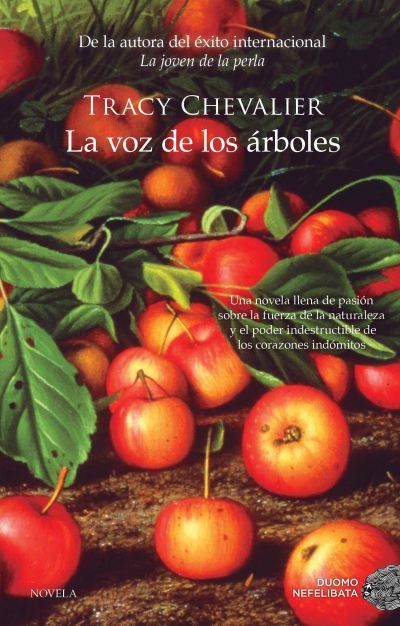 De la autora del éxito internacional
La joven de la perla
TRACY CHEVALIER
La voz de los árboles
Una novela llena de pasión
sobre la fuerza de la naturaleza
y el poder indestructible de
los corazones indómitos
NOVELA
DUOMO
NEFELIBATA